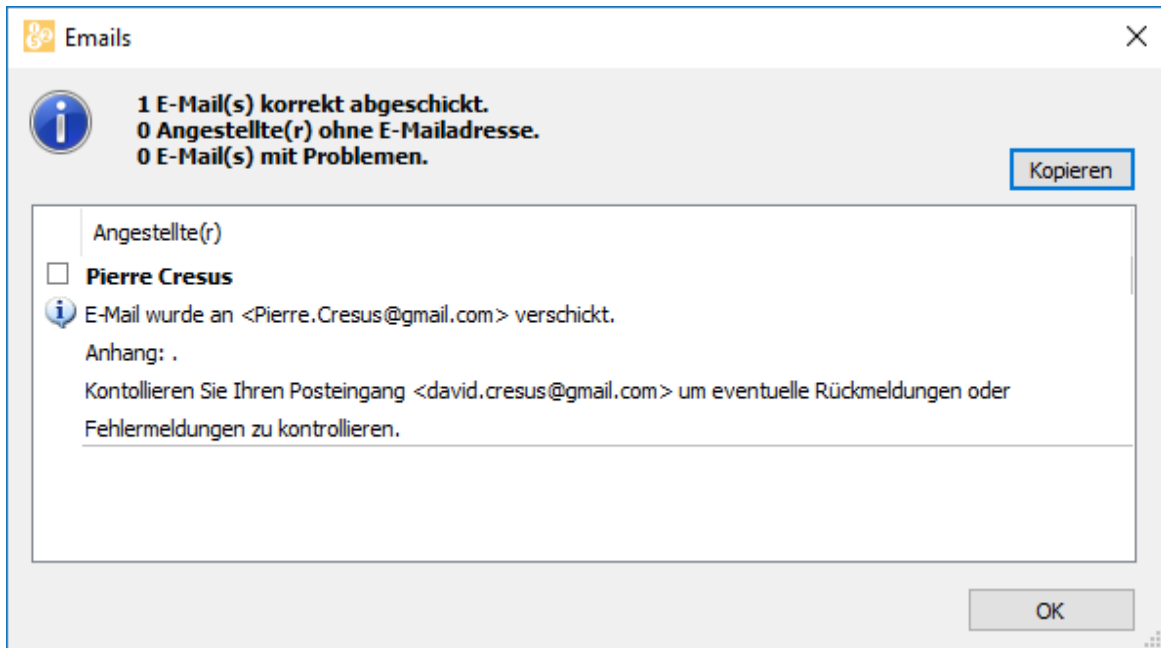 Emails
1 E-Mail(s) korrekt abgeschickt.
0 Angestellte(r) ohne E-Mailadresse.
0 E-Mail(s) mit Problemen.
Kopieren
Angestellte(r)
Pierre Cresus
E-Mail wurde an <Pierre.Cresus@gmail.com> verschickt.
Anhang: .
Kontollieren Sie Ihren Posteingang <david.cresus@gmail.com> um eventuelle Rückmeldungen oder
Fehlermeldungen zu kontrollieren.
OK